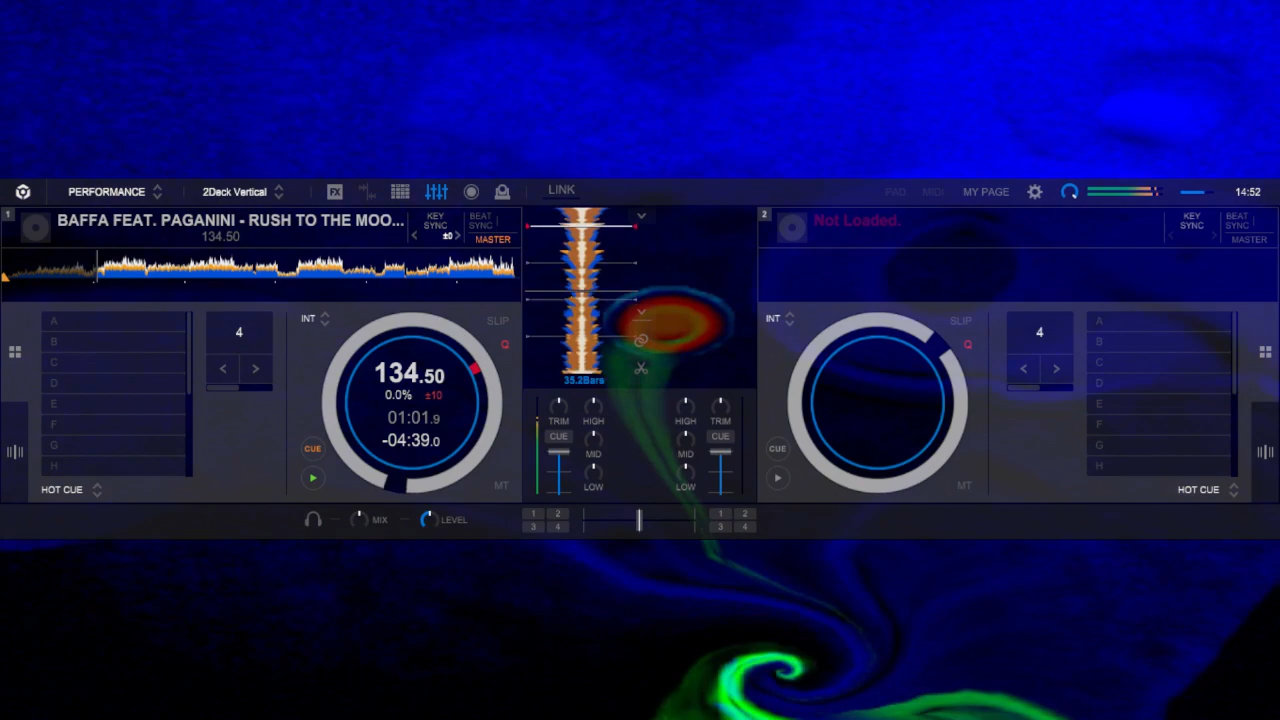 PERFORMANCE 2Deck Vertical FX LINK PAD MIDI MY PAGE 14:52
1 BAFFA FEAT. PAGANINI - RUSH TO THE MOO... KEY SYNC BEAT SYNC
134.50 ±0 MASTER
2 Not Loaded. KEY SYNC BEAT SYNC
MASTER
A
B
C
D
E
F
G
H
HOT CUE
4
INT
SLIP
Q
134.50
0.0% ±10
01:01.9
-04:39.0
CUE
MT
35.2Bars
TRIM HIGH HIGH TRIM
CUE CUE
MID MID
LOW LOW
INT
SLIP
Q
CUE
MT
4
A
B
C
D
E
F
G
H
HOT CUE
MIX LEVEL
1 2 1 2
3 4 3 4